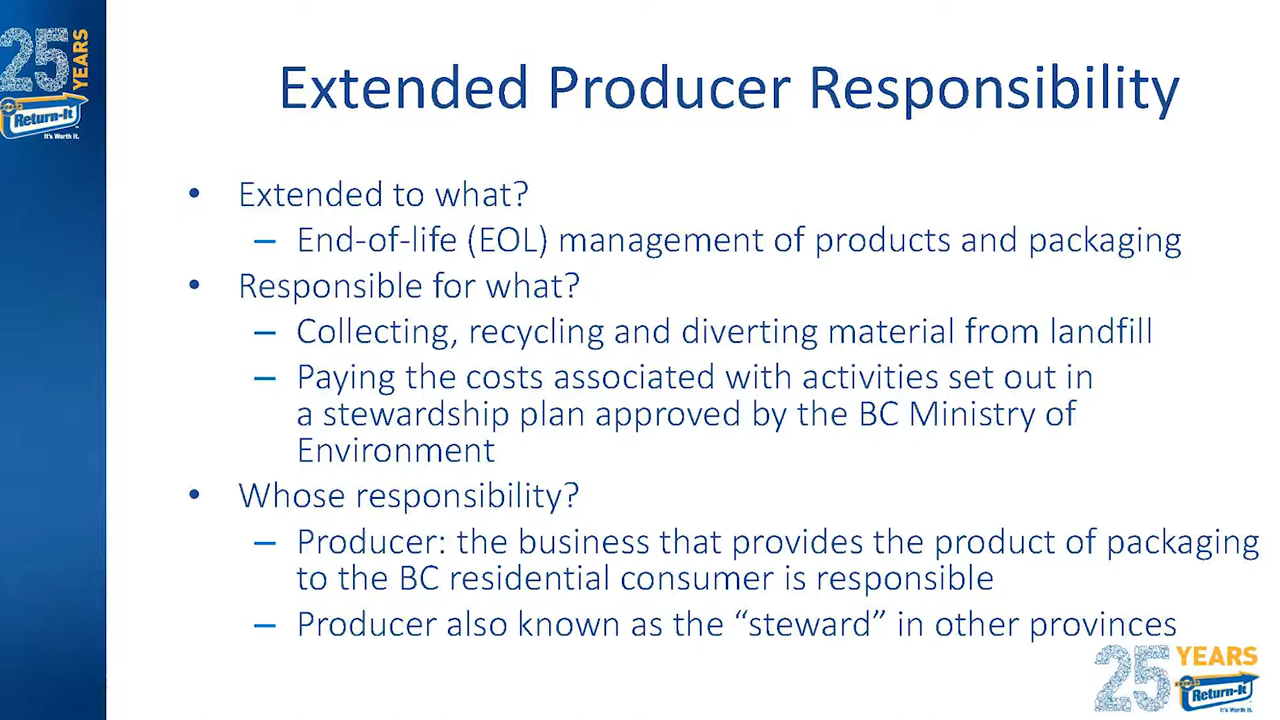 25
YEARS
Return-It
It's Worth It.
Extended Producer Responsibility
• Extended to what?
– End-of-life (EOL) management of products and packaging
• Responsible for what?
– Collecting, recycling and diverting material from landfill
– Paying the costs associated with activities set out in
a stewardship plan approved by the BC Ministry of
Environment
• Whose responsibility?
– Producer: the business that provides the product of packaging
to the BC residential consumer is responsible
– Producer also known as the “steward” in other provinces
25
YEARS
Return-It
It's Worth It.